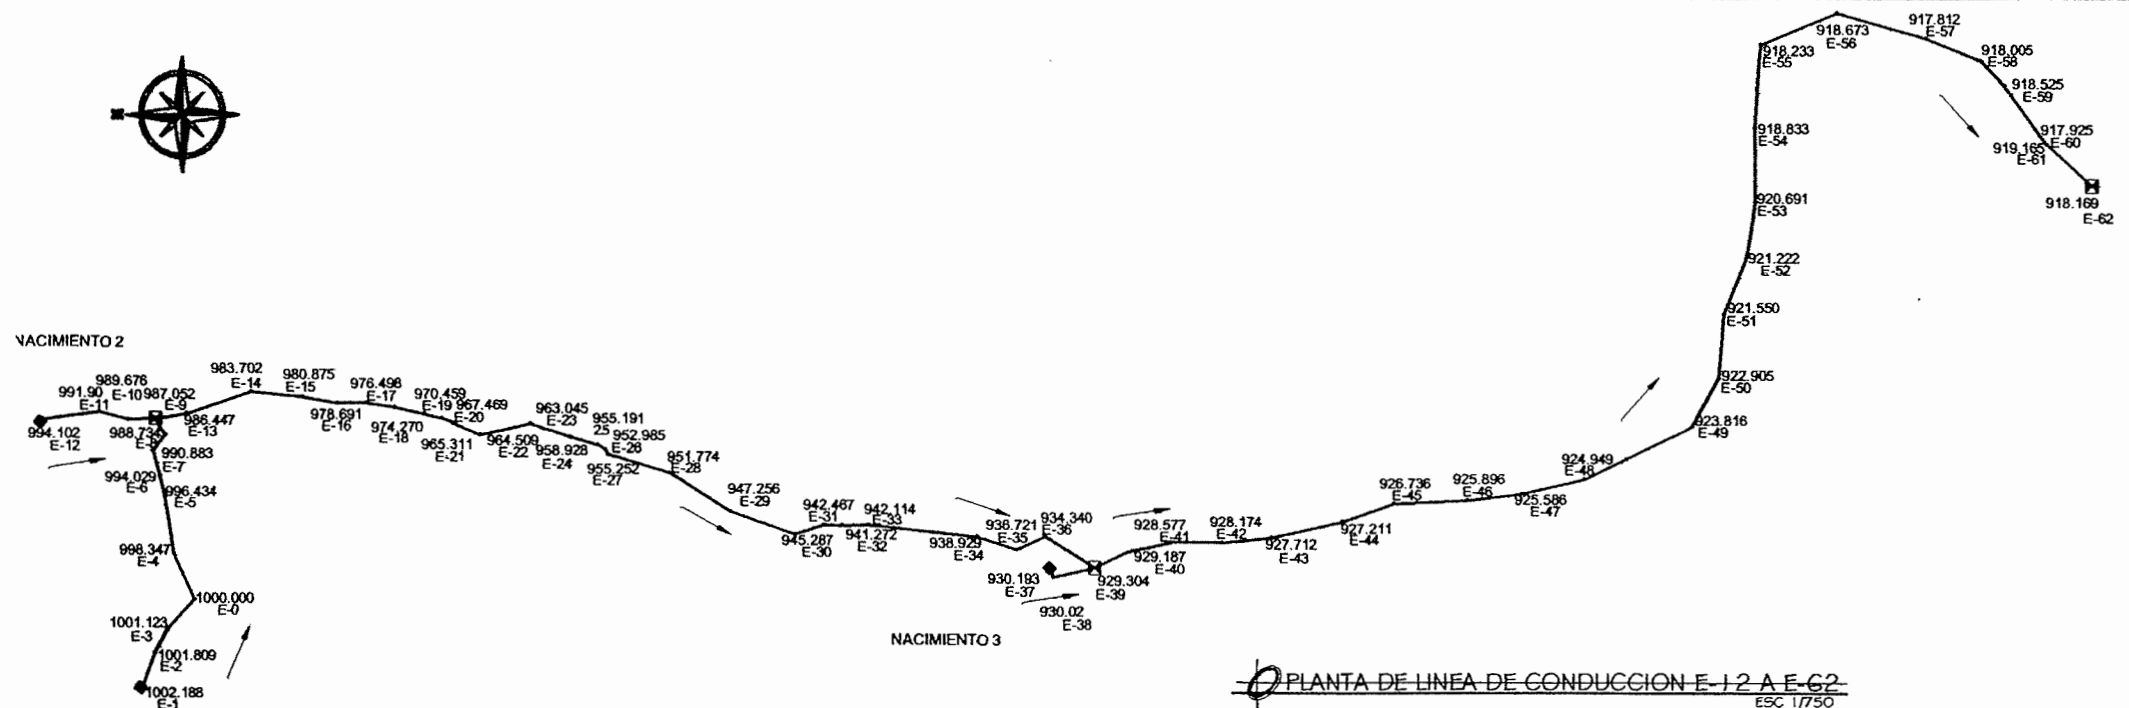 NACIMIENTO 2
994.102
E-12
991.90
E-11
989.676
E-10
988.734
E-8
987.052
E-9
986.447
E-13
990.883
E-7
994.029
E-6
996.434
E-5
998.347
E-4
1000.000
E-0
1001.123
E-3
1001.809
E-2
1002.188
E-1
983.702
E-14
980.875
E-15
978.691
E-16
976.498
E-17
974.270
E-18
970.459
E-19
967.469
E-20
965.311
E-21
964.509
E-22
963.045
E-23
958.928
E-24
955.191
25
952.985
E-26
955.252
E-27
951.774
E-28
947.256
E-29
945.287
E-30
942.467
E-31
941.272
E-32
942.114
E-33
938.929
E-34
938.721
E-35
934.340
E-36
930.193
E-37
930.02
E-38
929.304
E-39
NACIMIENTO 3
929.187
E-40
928.577
E-41
928.174
E-42
927.712
E-43
927.211
E-44
926.736
E-45
925.896
E-46
925.586
E-47
924.949
E-48
923.816
E-49
922.905
E-50
921.550
E-51
921.222
E-52
920.691
E-53
918.833
E-54
918.233
E-55
918.673
E-56
917.812
E-57
918.005
E-58
918.525
E-59
917.925
E-60
919.165
E-61
918.169
E-62
PLANTA DE LINEA DE CONDUCCION E-12 A E-62
ESC 1/750